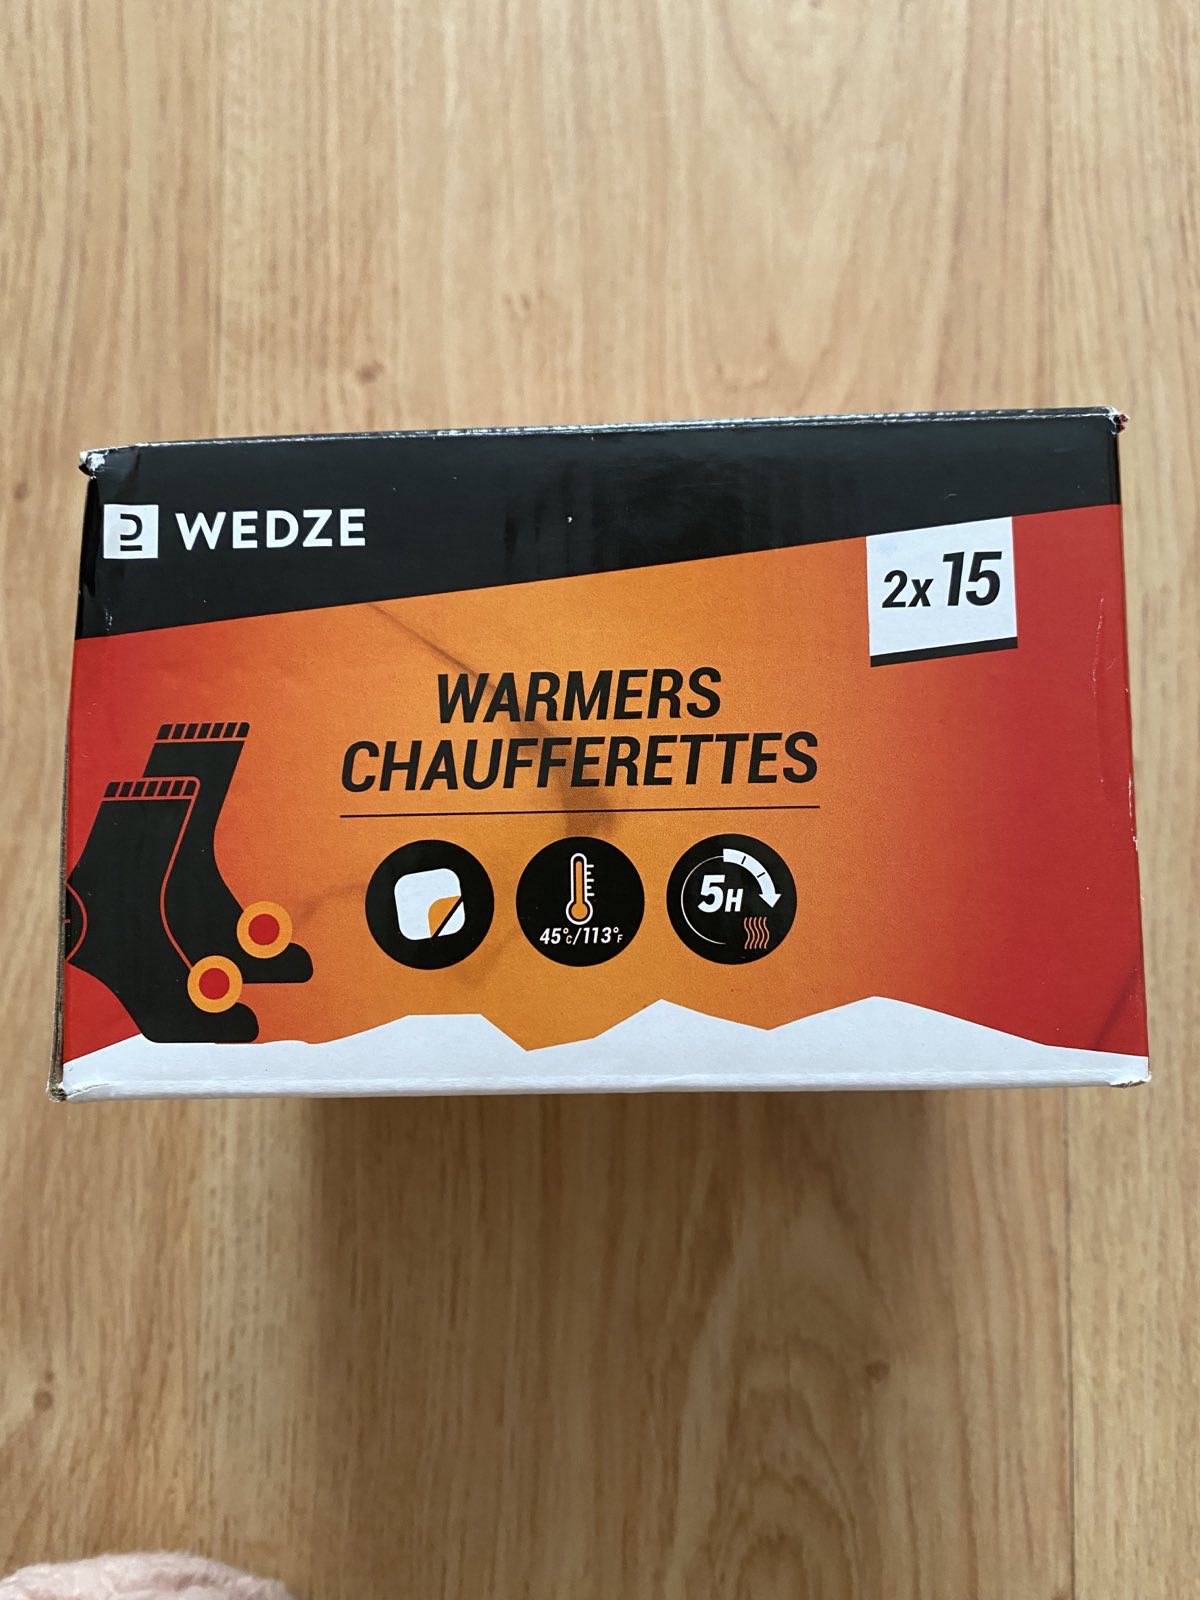 WEDZE
2x 15
WARMERS
CHAUFFERETTES
45°C/113°F
5H